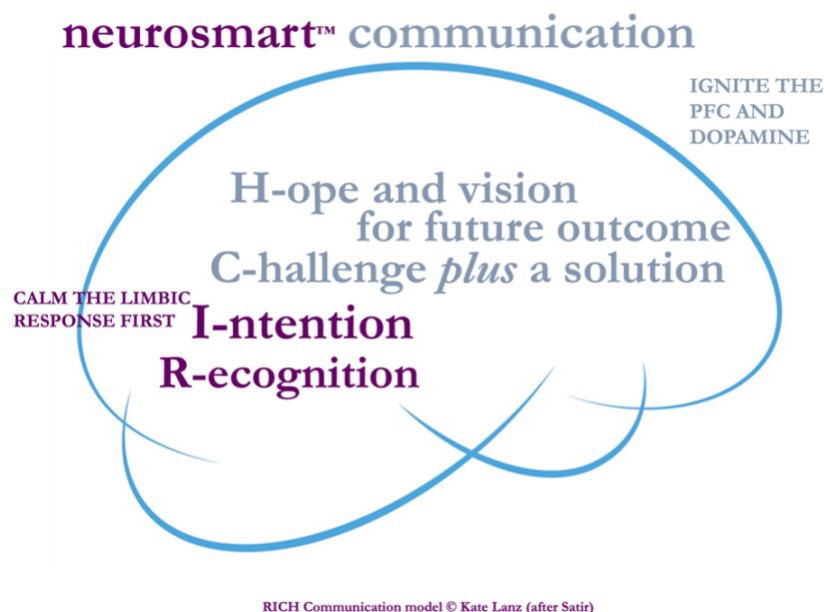 neurosmart™ communication
IGNITE THE
PFC AND
DOPAMINE
H-ope and vision
for future outcome
C-hallenge plus a solution
CALM THE LIMBIC
RESPONSE FIRST
I-ntention
R-ecognition
RICH Communication model © Kate Lanz (after Satir)